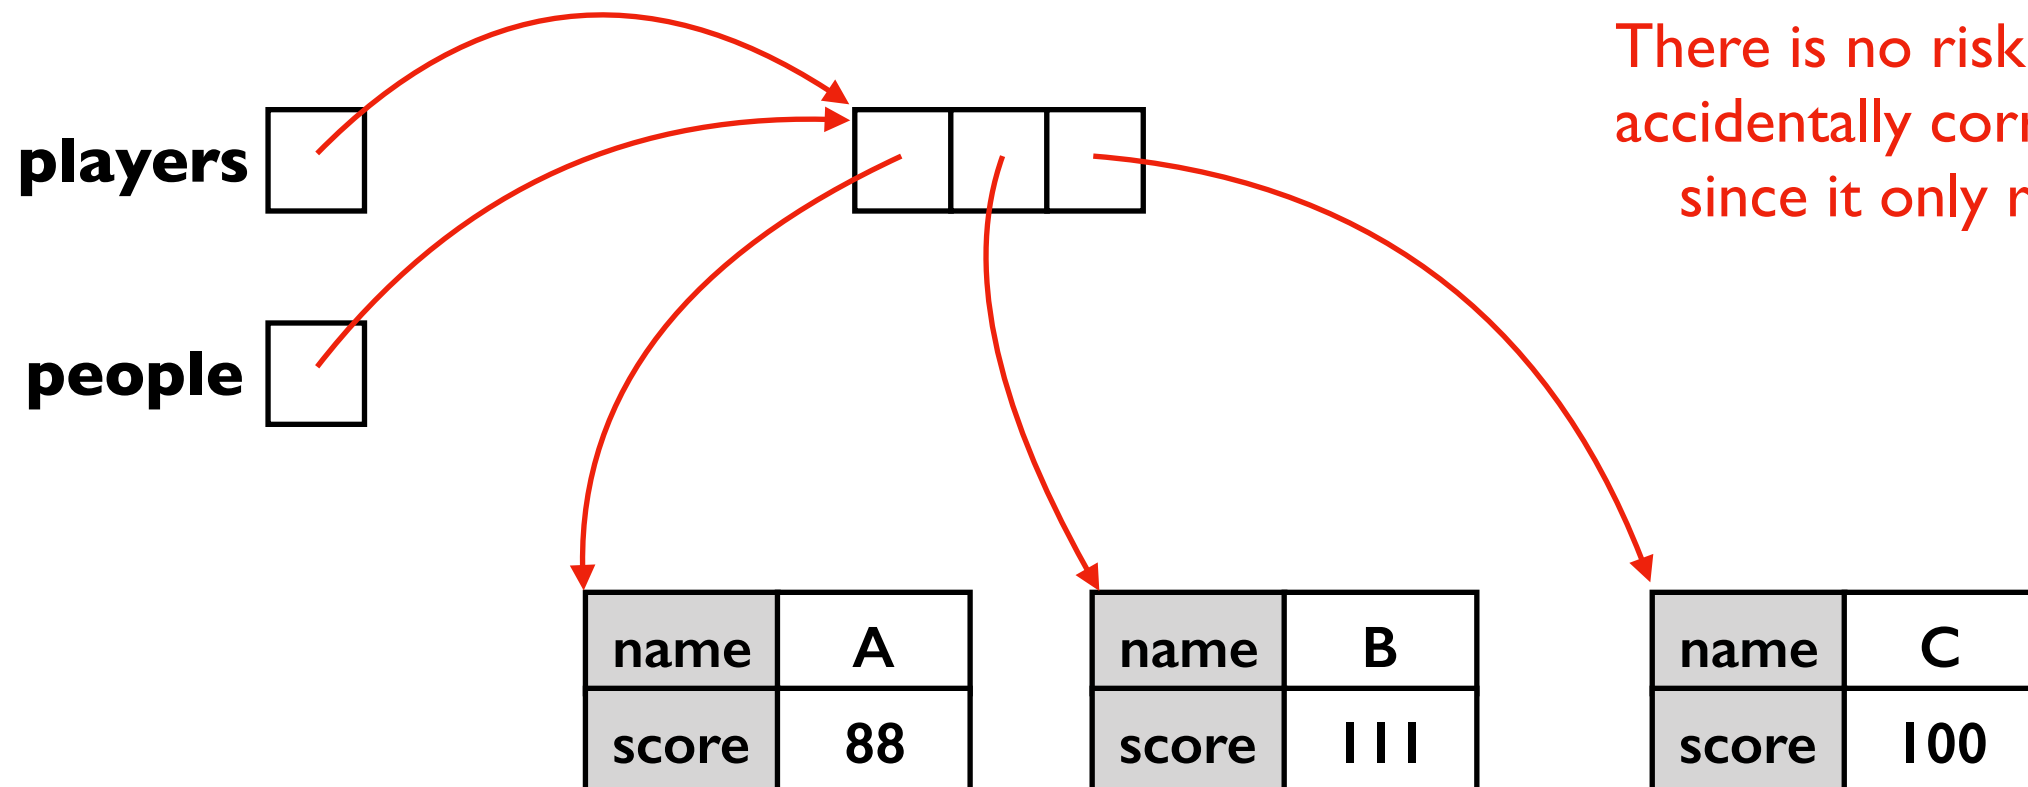 There is no risk
accidentally
since it only
players
people
name A name B name C
score 88 score 111 score 100